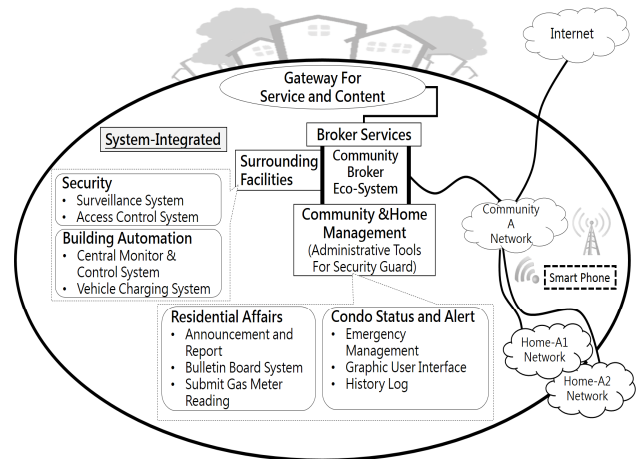 Internet
Gateway For
Service and Content
System-Integrated
Broker Services
Surrounding
Facilities
Community
Broker
Eco-System
Security
• Surveillance System
• Access Control System
Building Automation
• Central Monitor &
Control System
• Vehicle Charging System
Community &Home
Management
(Administrative Tools
For Security Guard)
Community
A
Network
Smart Phone
Residential Affairs
• Announcement and
Report
• Bulletin Board System
• Submit Gas Meter
Reading
Condo Status and Alert
• Emergency
Management
• Graphic User Interface
• History Log
Home-A1
Network
Home-A2
Network